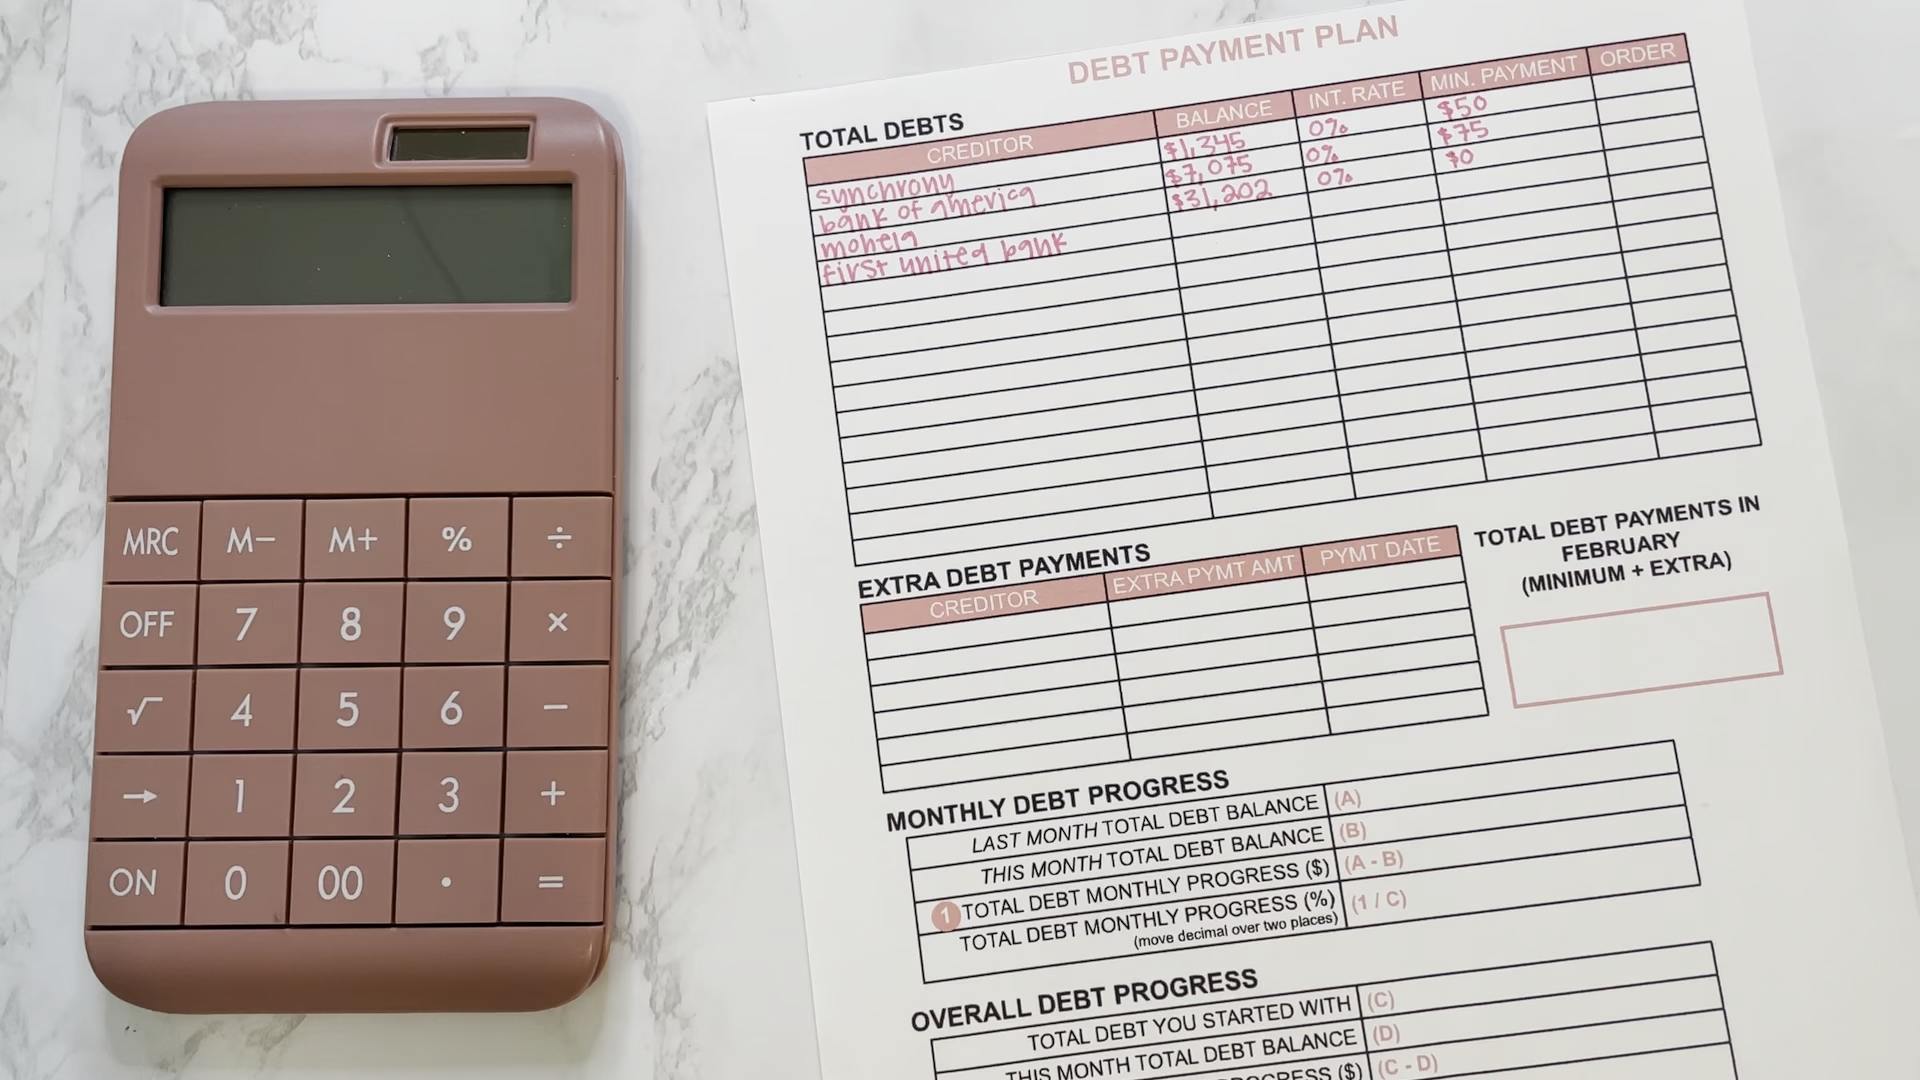 DEBT PAYMENT PLAN
TOTAL DEBTS
CREDITOR BALANCE INT. RATE MIN. PAYMENT ORDER
synchrony $1,345 0% $50
bank of america $7,075 0% $75
mohela $31,202 0% $0
first united bank
EXTRA DEBT PAYMENTS
CREDITOR EXTRA PYMT AMT PYMT DATE
TOTAL DEBT PAYMENTS IN
FEBRUARY
(MINIMUM + EXTRA)
MONTHLY DEBT PROGRESS
LAST MONTH TOTAL DEBT BALANCE (A)
THIS MONTH TOTAL DEBT BALANCE (B)
1 TOTAL DEBT MONTHLY PROGRESS ($) (A - B)
TOTAL DEBT MONTHLY PROGRESS (%) (1 / C)
(move decimal over two places)
OVERALL DEBT PROGRESS
TOTAL DEBT YOU STARTED WITH (C)
THIS MONTH TOTAL DEBT BALANCE (D)
PROGRESS ($) (C - D)
MRC M− M+ % ÷
OFF 7 8 9 ×
√ 4 5 6 −
→ 1 2 3 +
ON 0 00 . =